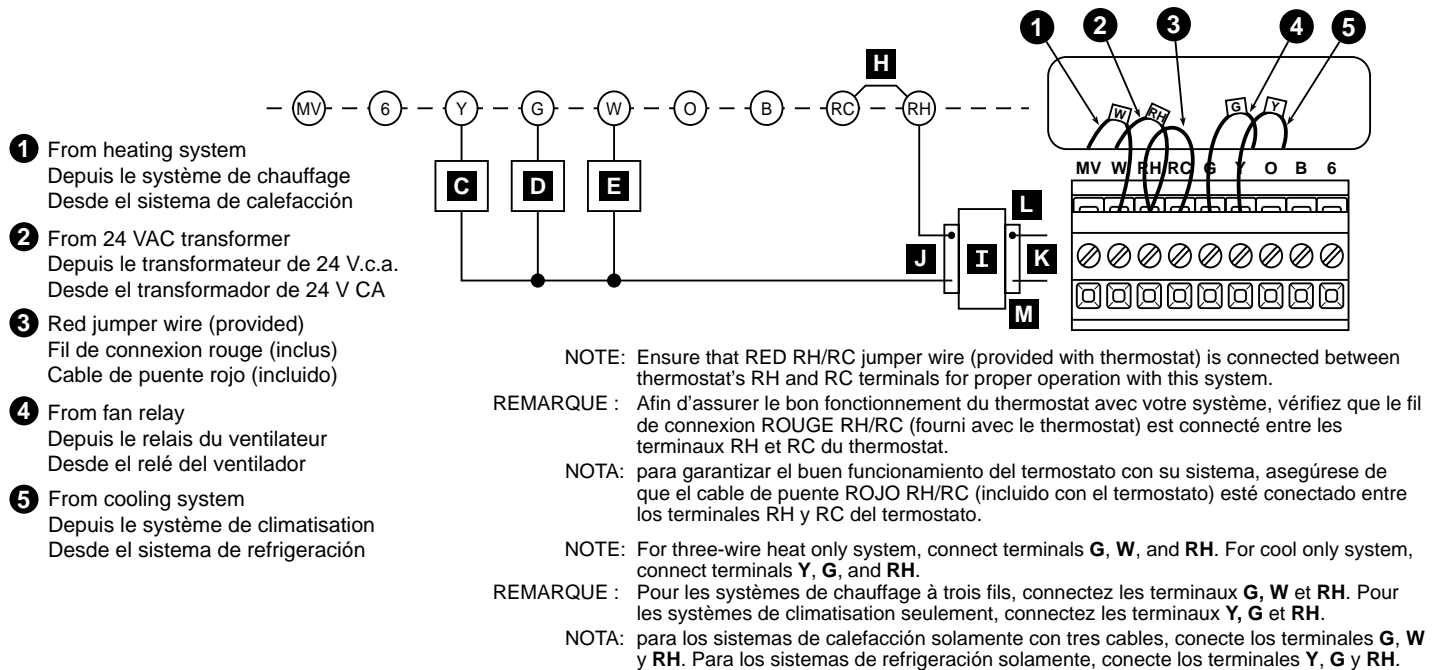 1 2 3 4 5
H
MV 6 Y G W O B RC RH
W RH G Y
MV W RH RC G Y O B 6
C D E
L
J I K
M
1 From heating system
Depuis le système de chauffage
Desde el sistema de calefacción
2 From 24 VAC transformer
Depuis le transformateur de 24 V.c.a.
Desde el transformador de 24 V CA
3 Red jumper wire (provided)
Fil de connexion rouge (inclus)
Cable de puente rojo (incluido)
4 From fan relay
Depuis le relais du ventilateur
Desde el relé del ventilador
5 From cooling system
Depuis le système de climatisation
Desde el sistema de refrigeración
NOTE: Ensure that RED RH/RC jumper wire (provided with thermostat) is connected between
thermostat's RH and RC terminals for proper operation with this system.
REMARQUE : Afin d'assurer le bon fonctionnement du thermostat avec votre système, vérifiez que le fil
de connexion ROUGE RH/RC (fourni avec le thermostat) est connecté entre les
terminaux RH et RC du thermostat.
NOTA: para garantizar el buen funcionamiento del termostato con su sistema, asegúrese de
que el cable de puente ROJO RH/RC (incluido con el termostato) esté conectado entre
los terminales RH y RC del termostato.
NOTE: For three-wire heat only system, connect terminals G, W, and RH. For cool only system,
connect terminals Y, G, and RH.
REMARQUE : Pour les systèmes de chauffage à trois fils, connectez les terminaux G, W et RH. Pour
les systèmes de climatisation seulement, connectez les terminaux Y, G et RH.
NOTA: para los sistemas de calefacción solamente con tres cables, conecte los terminales G, W
y RH. Para los sistemas de refrigeración solamente, conecte los terminales Y, G y RH.